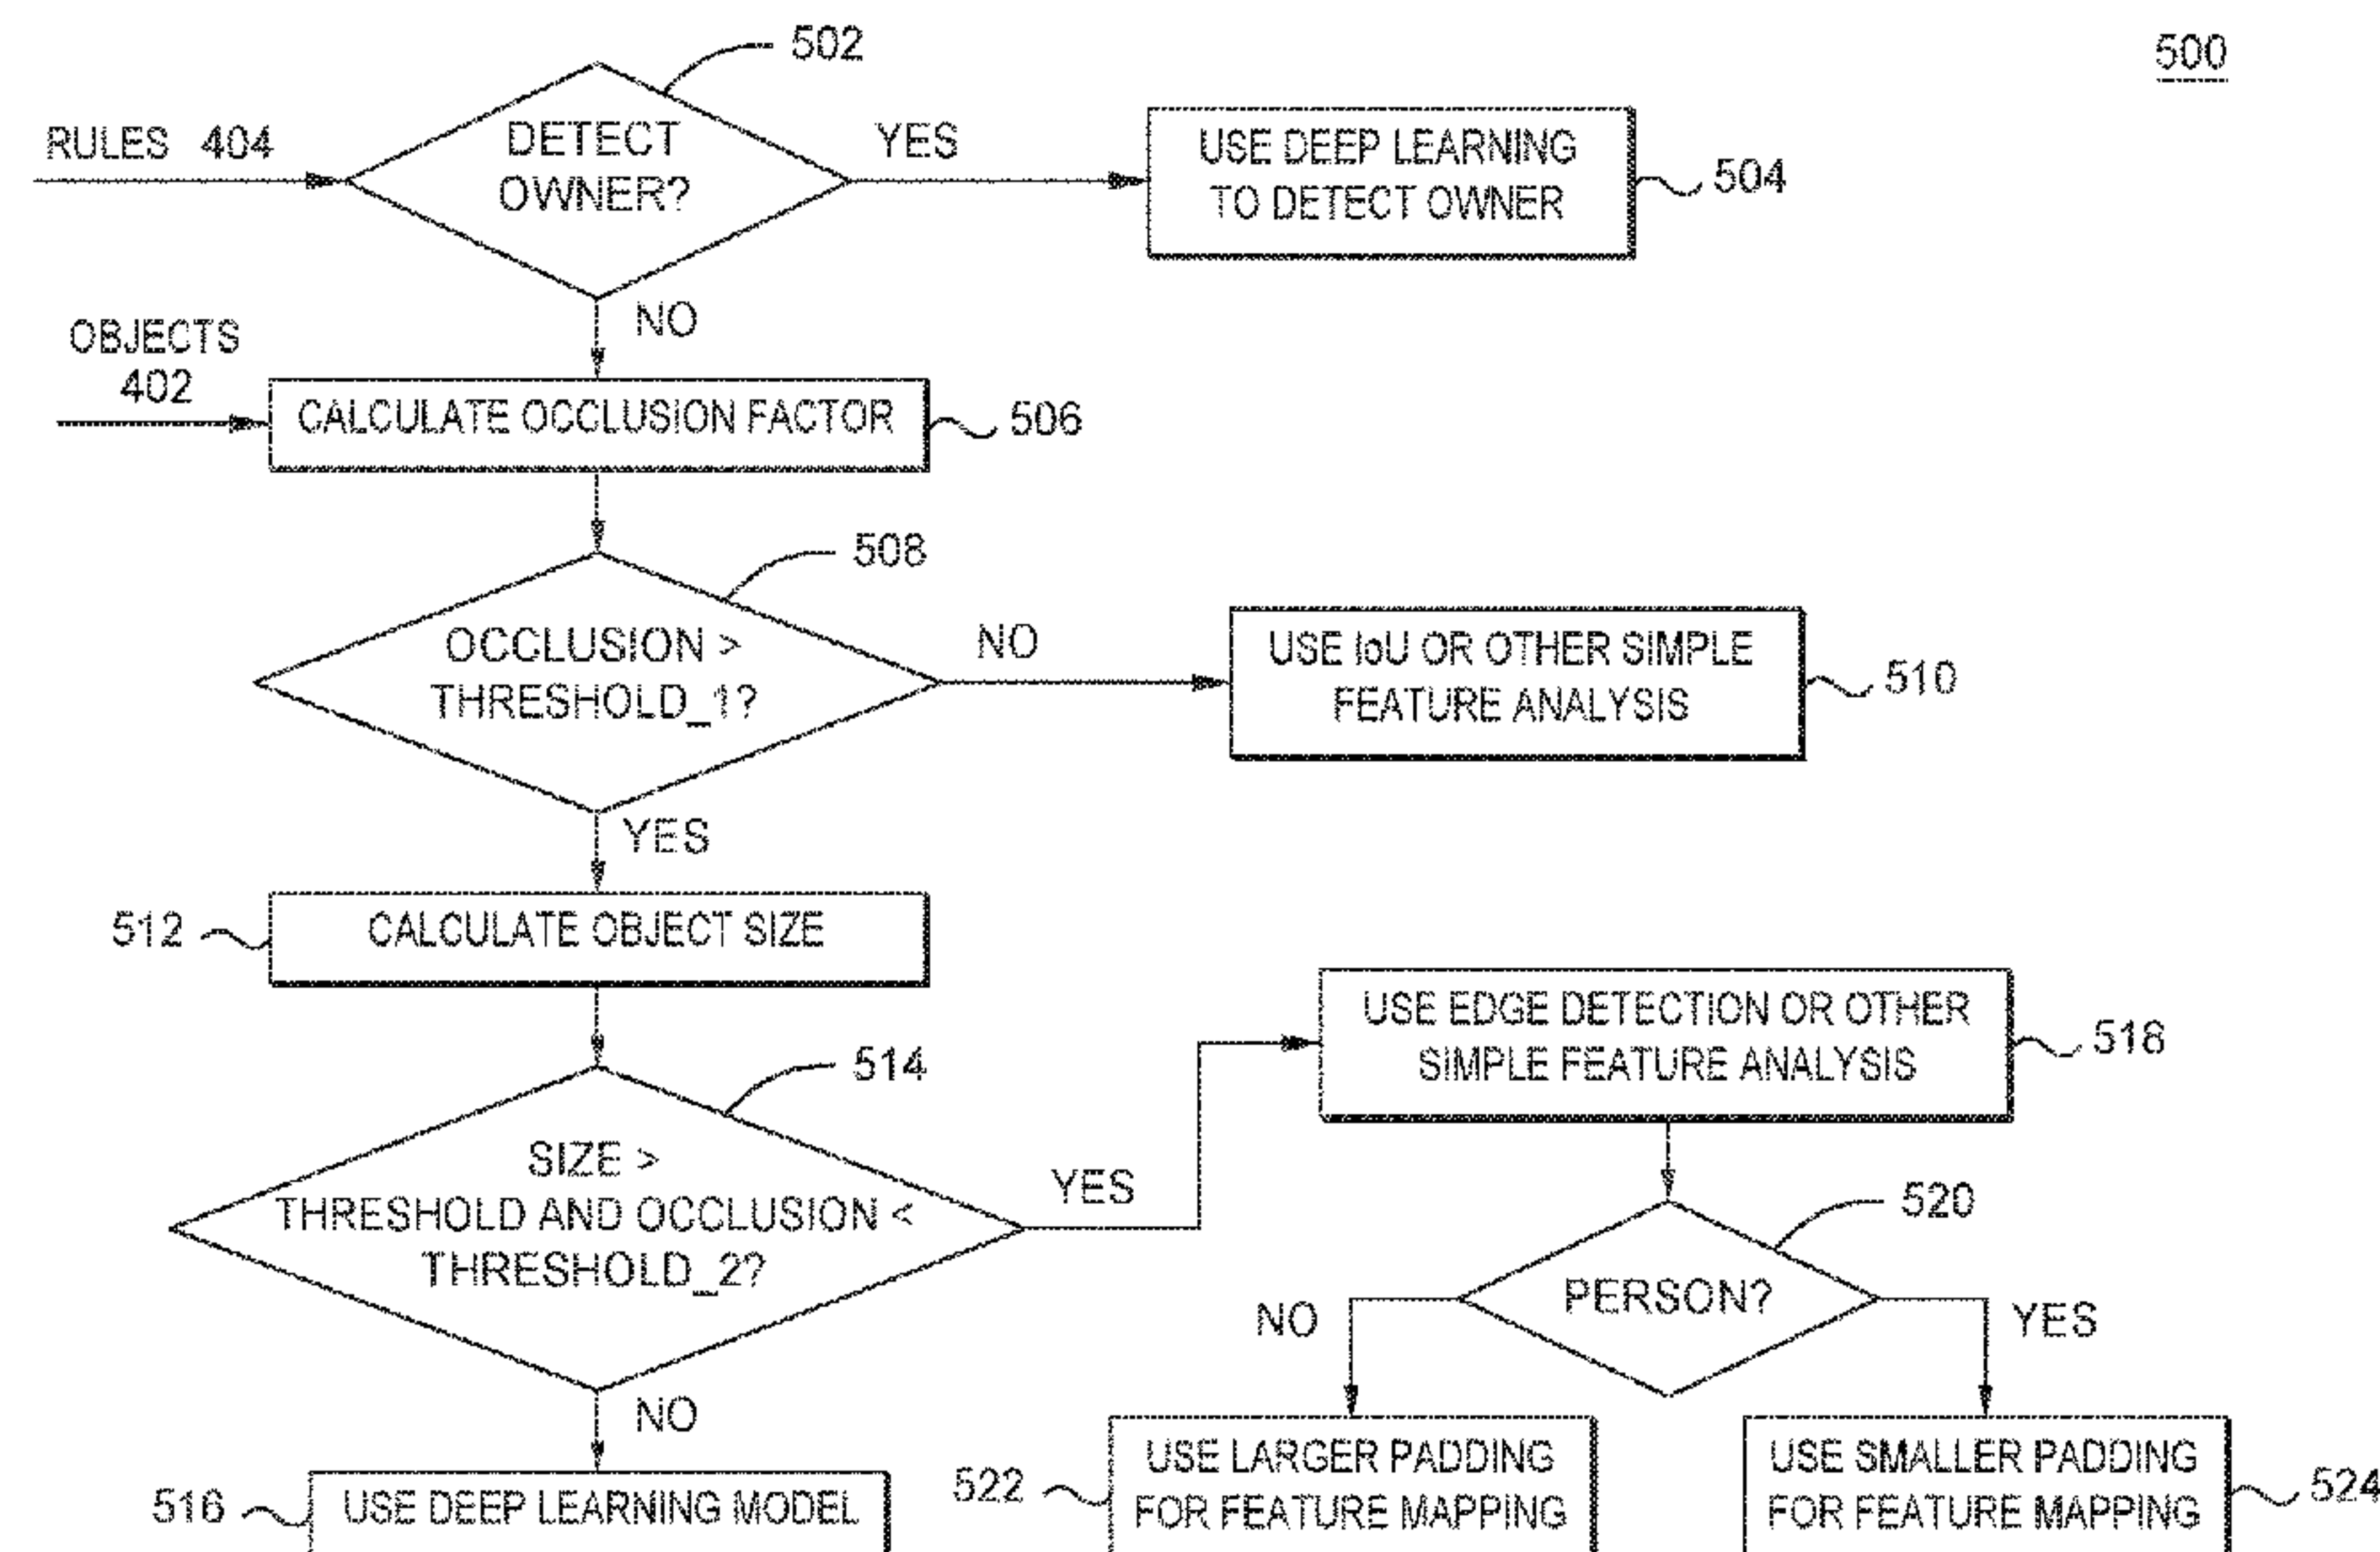 500
502
RULES 404
DETECT
OWNER?
YES
USE DEEP LEARNING
TO DETECT OWNER
504
NO
OBJECTS
402
CALCULATE OCCLUSION FACTOR
506
508
OCCLUSION >
THRESHOLD_1?
NO
USE IoU OR OTHER SIMPLE
FEATURE ANALYSIS
510
YES
512
CALCULATE OBJECT SIZE
514
SIZE >
THRESHOLD AND OCCLUSION <
THRESHOLD_2?
YES
USE EDGE DETECTION OR OTHER
SIMPLE FEATURE ANALYSIS
518
520
PERSON?
NO
YES
NO
516
USE DEEP LEARNING MODEL
522
USE LARGER PADDING
FOR FEATURE MAPPING
USE SMALLER PADDING
FOR FEATURE MAPPING
524